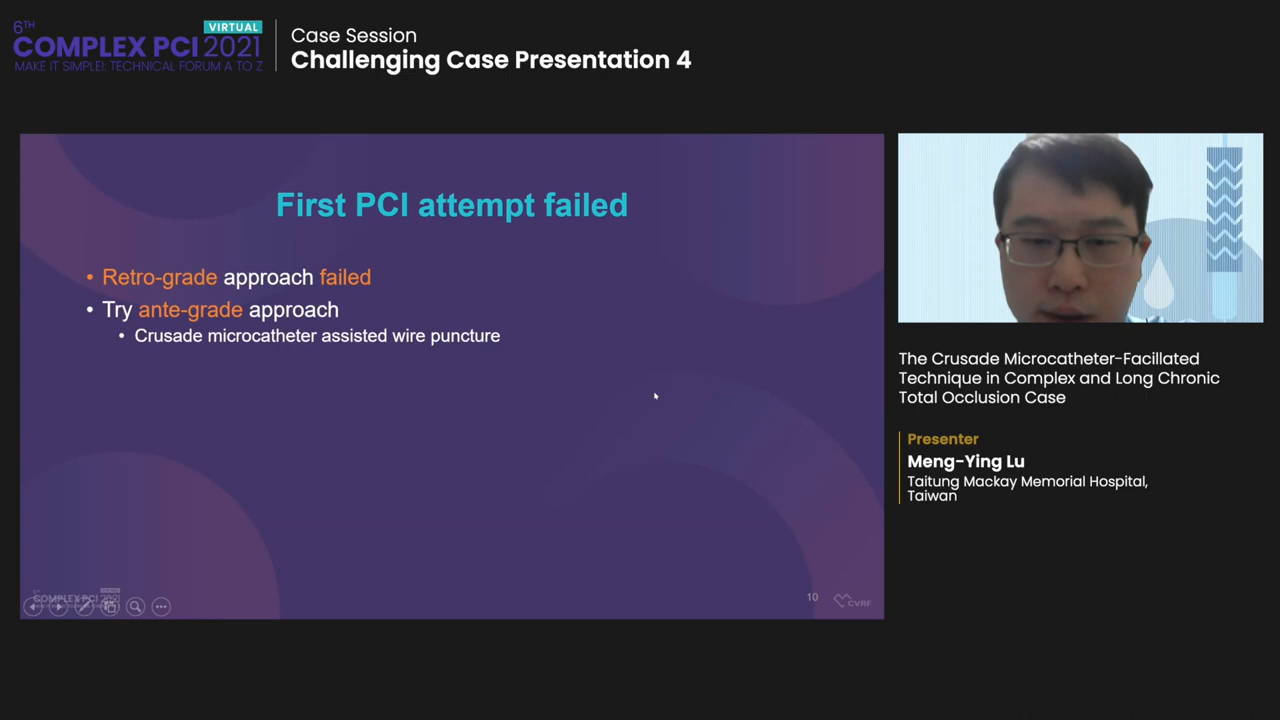 6TH
VIRTUAL
COMPLEX PCI 2021
MAKE IT SIMPLE!: TECHNICAL FORUM A TO Z
Case Session
Challenging Case Presentation 4
First PCI attempt failed
• Retro-grade approach failed
• Try ante-grade approach
• Crusade microcatheter assisted wire puncture
COMPLEX PCI 2021
10
CVRF
The Crusade Microcatheter-Facillated
Technique in Complex and Long Chronic
Total Occlusion Case
Presenter
Meng-Ying Lu
Taitung Mackay Memorial Hospital,
Taiwan